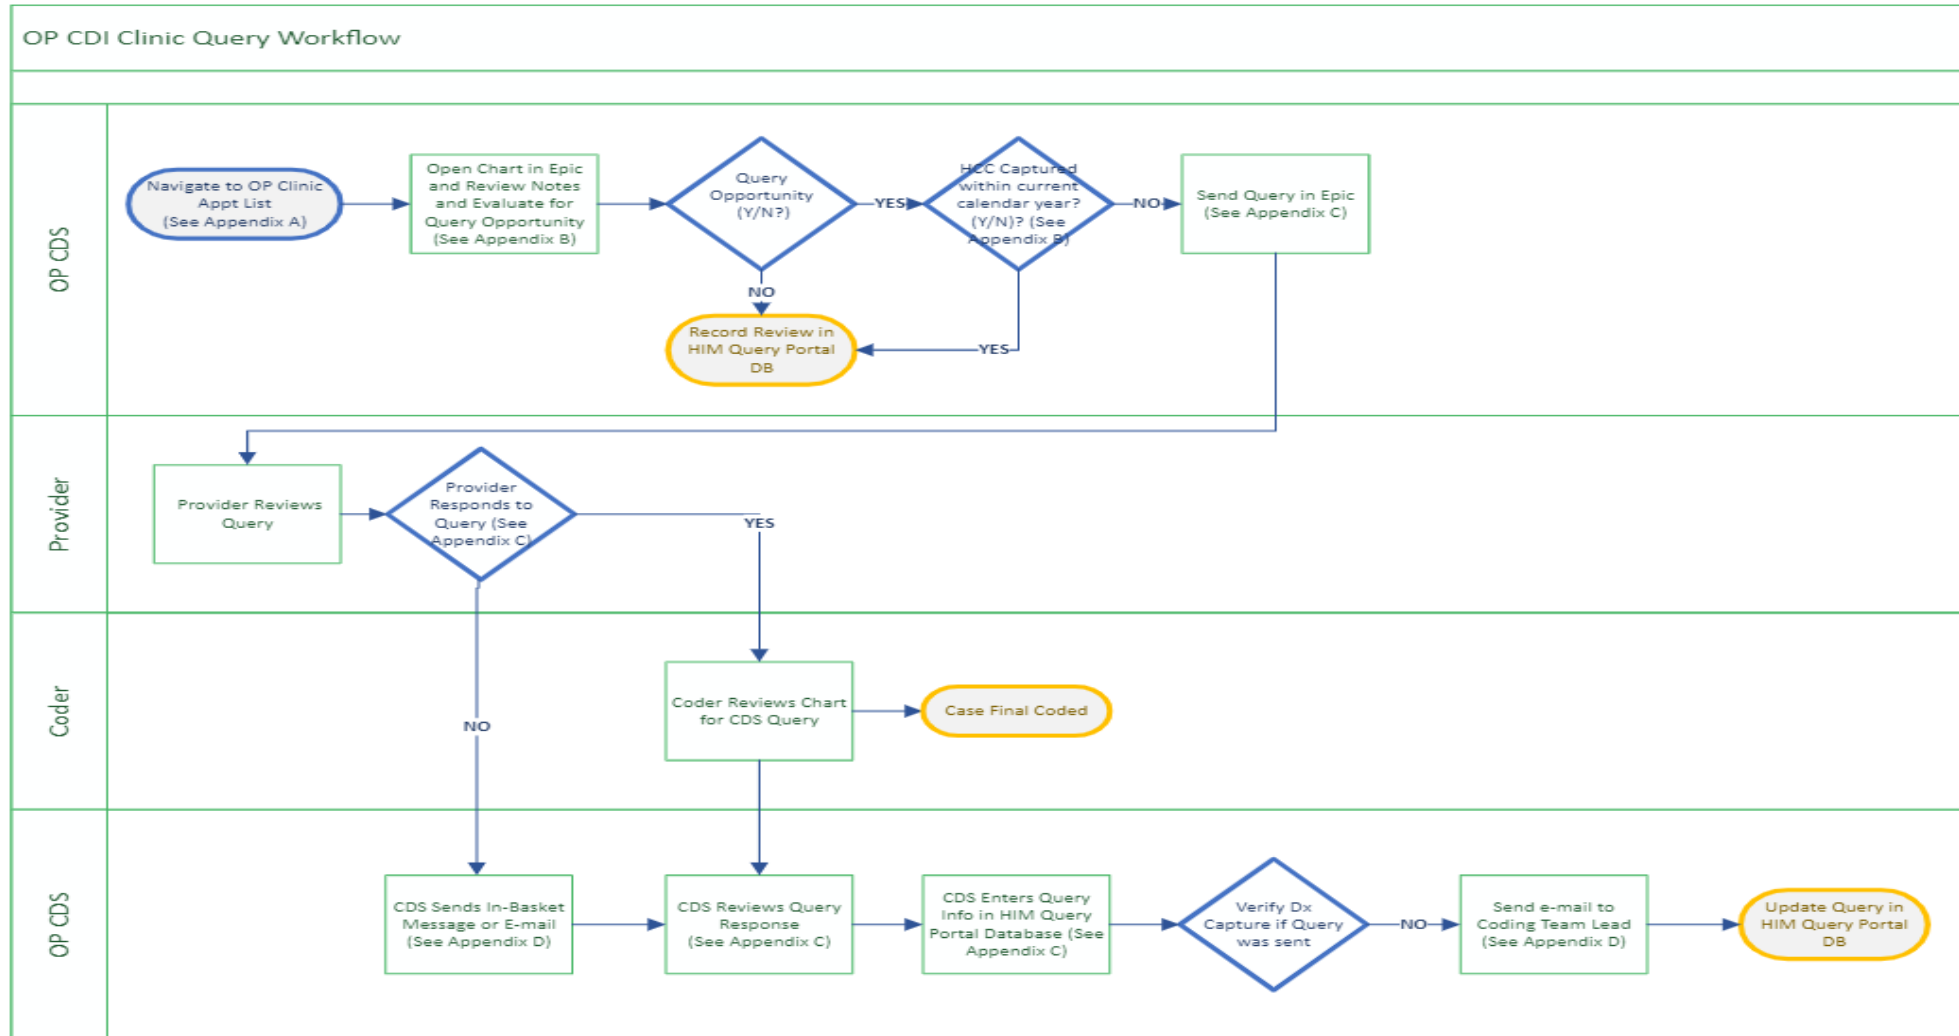 OP CDI Clinic Query Workflow
OP CDS
Navigate to OP Clinic
Appt List
(See Appendix A)
Open Chart in Epic
and Review Notes
and Evaluate for
Query Opportunity
(See Appendix B)
Query
Opportunity
(Y/N?)
YES
HCC Captured
within current
calendar year?
(Y/N)? (See
Appendix B)
NO
Send Query in Epic
(See Appendix C)
NO
Record Review in
HIM Query Portal
DB
YES
Provider
Provider Reviews
Query
Provider
Responds to
Query (See
Appendix C)
YES
NO
Coder
Coder Reviews Chart
for CDS Query
Case Final Coded
OP CDS
CDS Sends In-Basket
Message or E-mail
(See Appendix D)
CDS Reviews Query
Response
(See Appendix C)
CDS Enters Query
Info in HIM Query
Portal Database (See
Appendix C)
Verify Dx
Capture if Query
was sent
NO
Send e-mail to
Coding Team Lead
(See Appendix D)
Update Query in
HIM Query Portal
DB